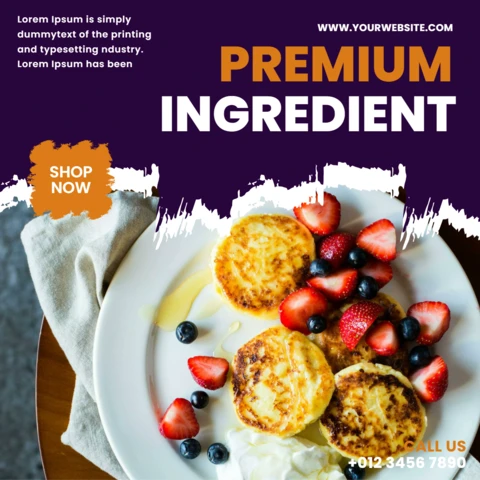 Lorem Ipsum is simply
dummytext of the printing
and typesetting ndustry.
Lorem Ipsum has been
WWW.YOURWEBSITE.COM
PREMIUM
INGREDIENT
SHOP
NOW
CALL US
+012 3456 7890